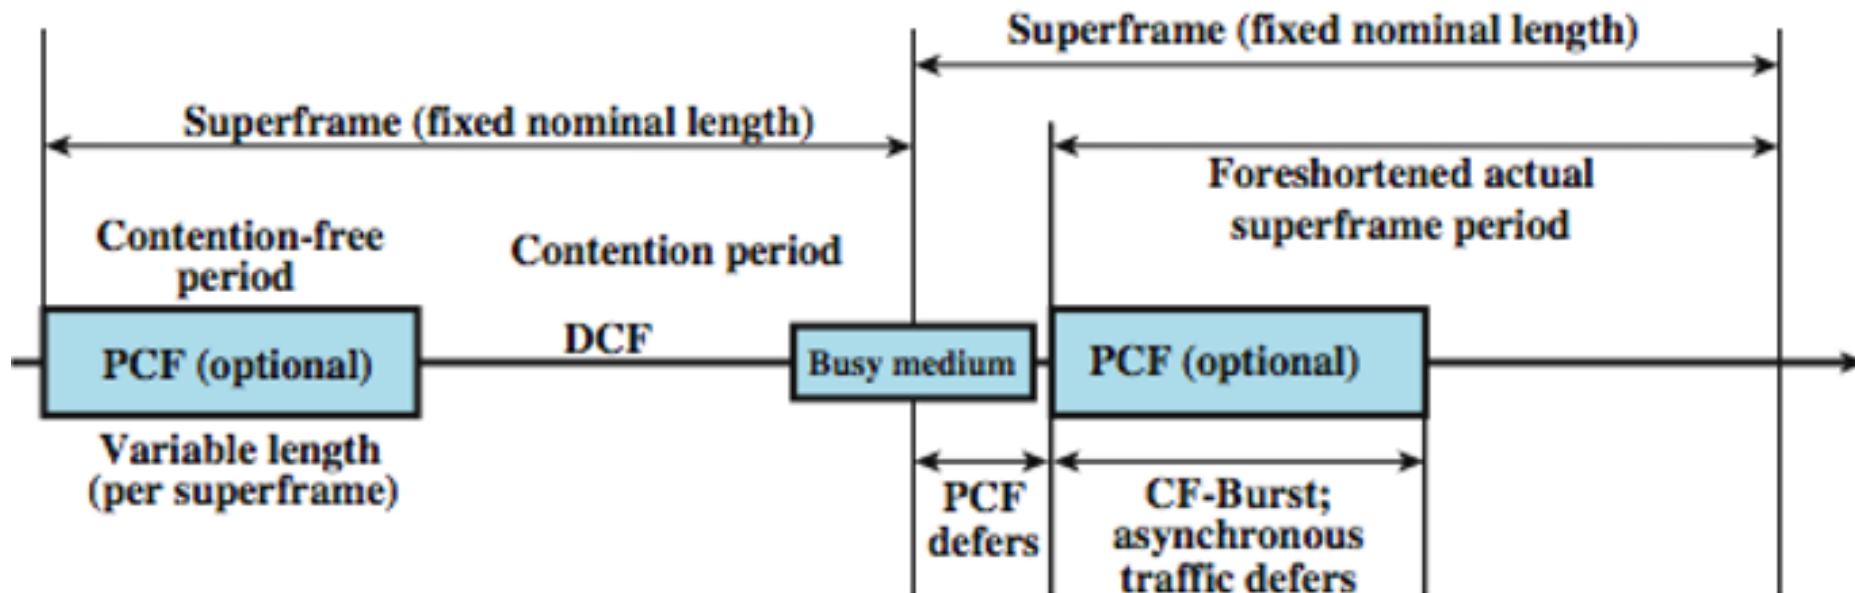 Superframe (fixed nominal length)
Superframe (fixed nominal length)
Foreshortened actual
superframe period
Contention-free
period
Contention period
DCF
PCF (optional)
Busy medium
PCF (optional)
Variable length
(per superframe)
PCF
defers
CF-Burst;
asynchronous
traffic defers